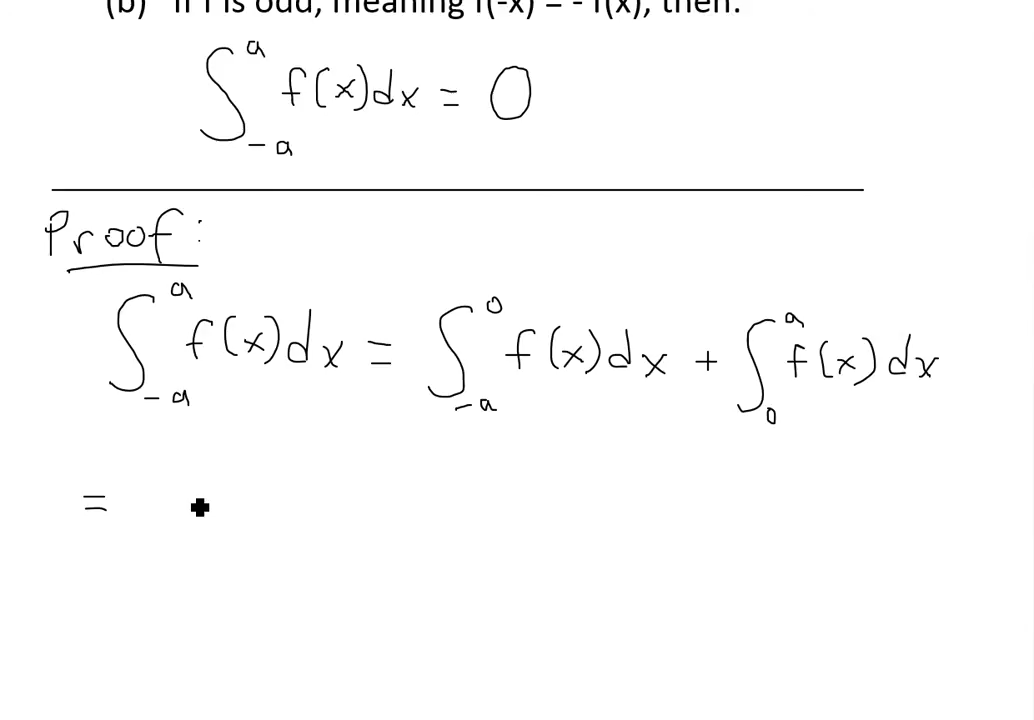 (b) If f is odd, meaning f(-x) = - f(x), then:
∫_{-a}^{a} f(x)dx = 0
Proof:
∫_{-a}^{a} f(x)dx = ∫_{-a}^{0} f(x)dx + ∫_{0}^{a} f(x)dx
=